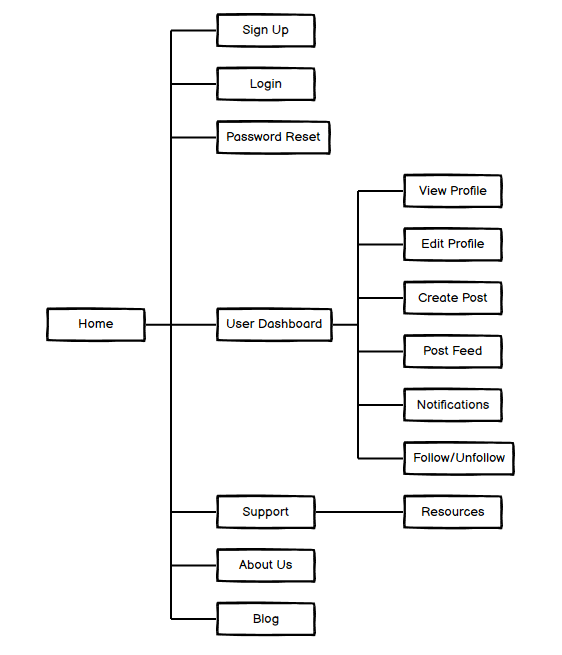 Sign Up
Login
Password Reset
View Profile
Edit Profile
Create Post
Home
User Dashboard
Post Feed
Notifications
Follow/Unfollow
Support
Resources
About Us
Blog